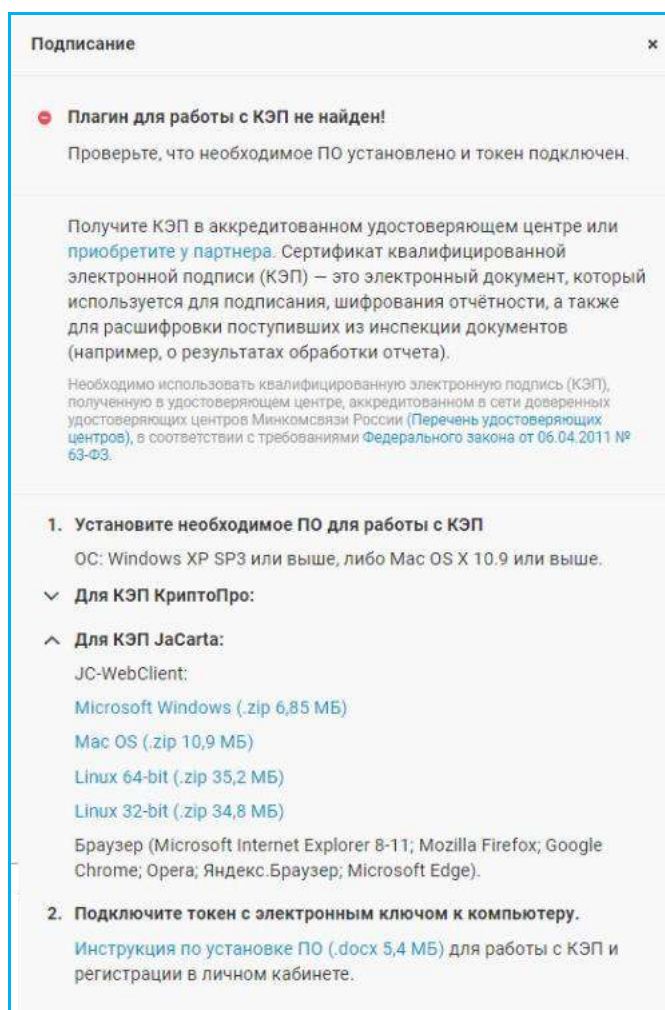 Подписание
Плагин для работы с КЭП не найден!
Проверьте, что необходимое ПО установлено и токен подключен.
Получите КЭП в аккредитованном удостоверяющем центре или
приобретите у партнера. Сертификат квалифицированной
электронной подписи (КЭП) — это электронный документ, который
используется для подписания, шифрования отчётности, а также
для расшифровки поступивших из инспекции документов
(например, о результатах обработки отчета).
Необходимо использовать квалифицированную электронную подпись (КЭП),
полученную в удостоверяющем центре, аккредитованном в сети доверенных
удостоверяющих центров Минкомсвязи России (Перечень удостоверяющих
центров), в соответствии с требованиями Федерального закона от 06.04.2011 №
63-ФЗ.
1. Установите необходимое ПО для работы с КЭП
ОС: Windows XP SP3 или выше, либо Mac OS X 10.9 или выше.
Для КЭП КриптоПро:
Для КЭП JaCarta:
JC-WebClient:
Microsoft Windows (.zip 6,85 МБ)
Mac OS (.zip 10,9 МБ)
Linux 64-bit (.zip 35,2 МБ)
Linux 32-bit (.zip 34,8 МБ)
Браузер (Microsoft Internet Explorer 8-11; Mozilla Firefox; Google
Chrome; Opera; Яндекс.Браузер; Microsoft Edge).
2. Подключите токен с электронным ключом к компьютеру.
Инструкция по установке ПО (.docx 5,4 МБ) для работы с КЭП и
регистрации в личном кабинете.